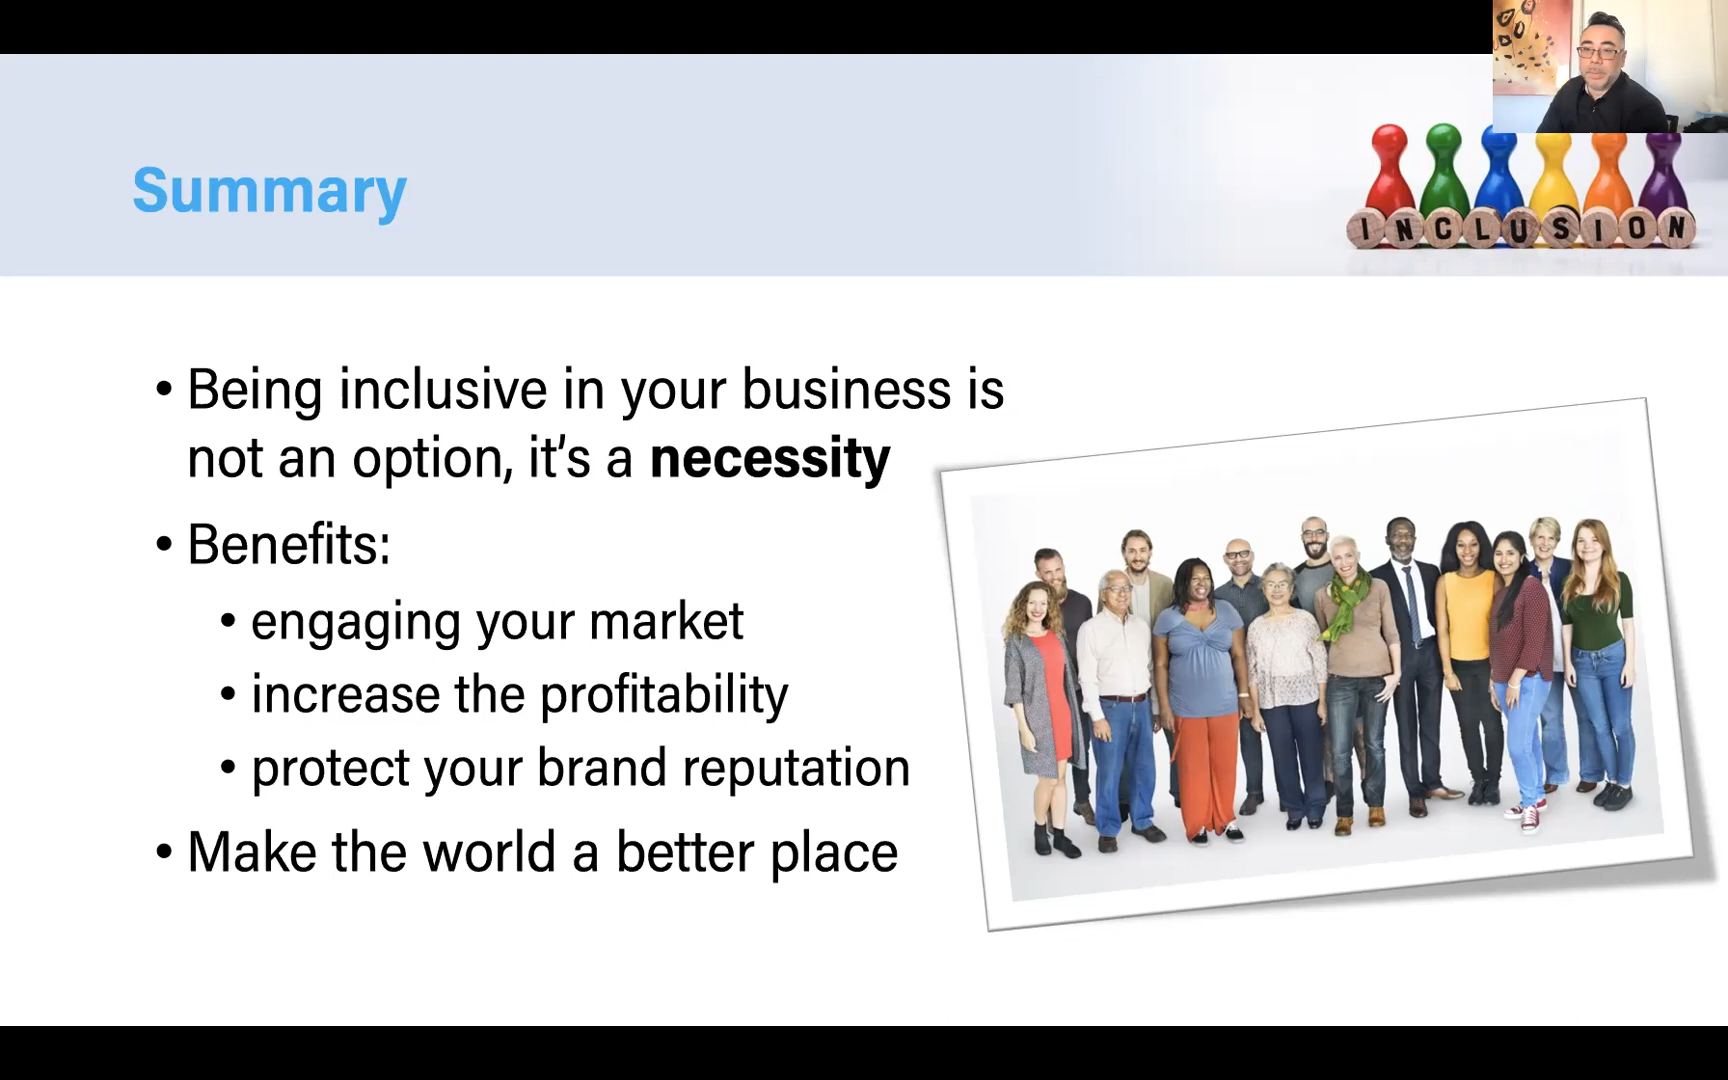 INCLUSION
Summary
• Being inclusive in your business is
not an option, it's a necessity
• Benefits:
• engaging your market
• increase the profitability
• protect your brand reputation
• Make the world a better place